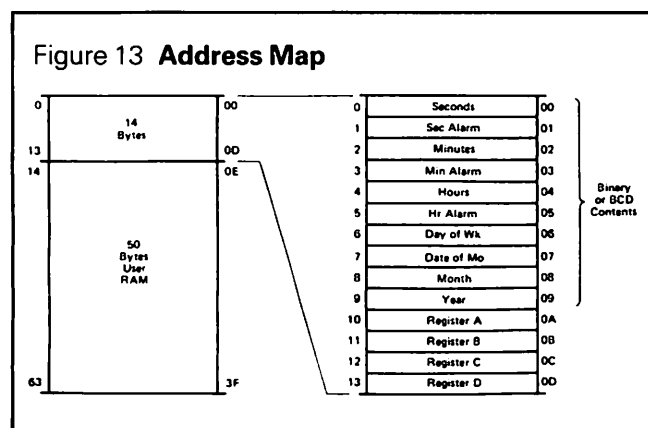 Figure 13 Address Map
0 00
14
Bytes
13 0D
14 0E
50
Bytes
User
RAM
63 3F
0 Seconds 00
1 Sec Alarm 01
2 Minutes 02
3 Min Alarm 03
4 Hours 04
5 Hr Alarm 05
6 Day of Wk 06
7 Date of Mo 07
8 Month 08
9 Year 09
10 Register A 0A
11 Register B 0B
12 Register C 0C
13 Register D 0D
Binary
or BCD
Contents